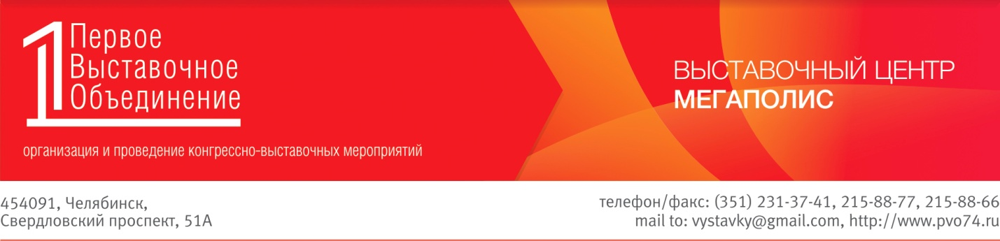 1 Первое
Выставочное
Объединение
организация и проведение конгрессно-выставочных мероприятий
ВЫСТАВОЧНЫЙ ЦЕНТР
МЕГАПОЛИС
454091, Челябинск,
Свердловский проспект, 51А
телефон/факс: (351) 231-37-41, 215-88-77, 215-88-66
mail to: vystavky@gmail.com, http://www.pvo74.ru